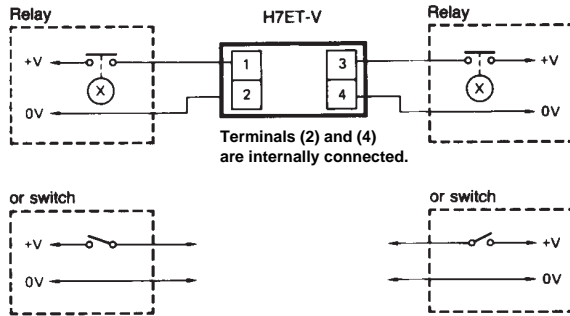 Relay
H7ET-V
Relay
+V
1
3
+V
X
2
4
X
0V
0V
Terminals (2) and (4)
are internally connected.
or switch
or switch
+V
+V
0V
0V